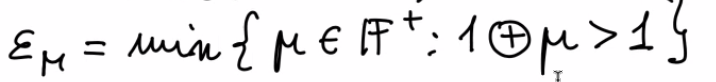 ε_M = min { μ ∈ 𝔽⁺ : 1 ⊕ μ > 1 }